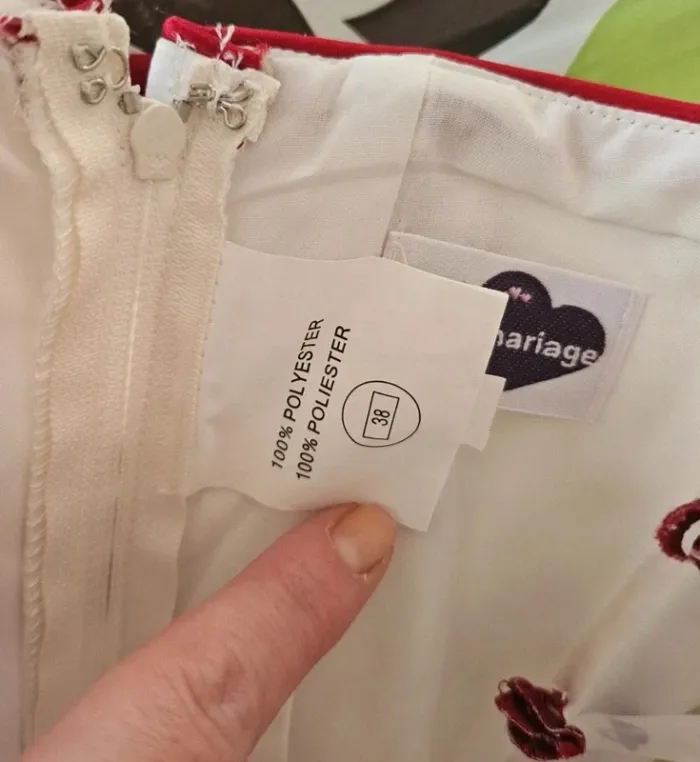 100% POLYESTER
100% POLIESTER
38
mariage